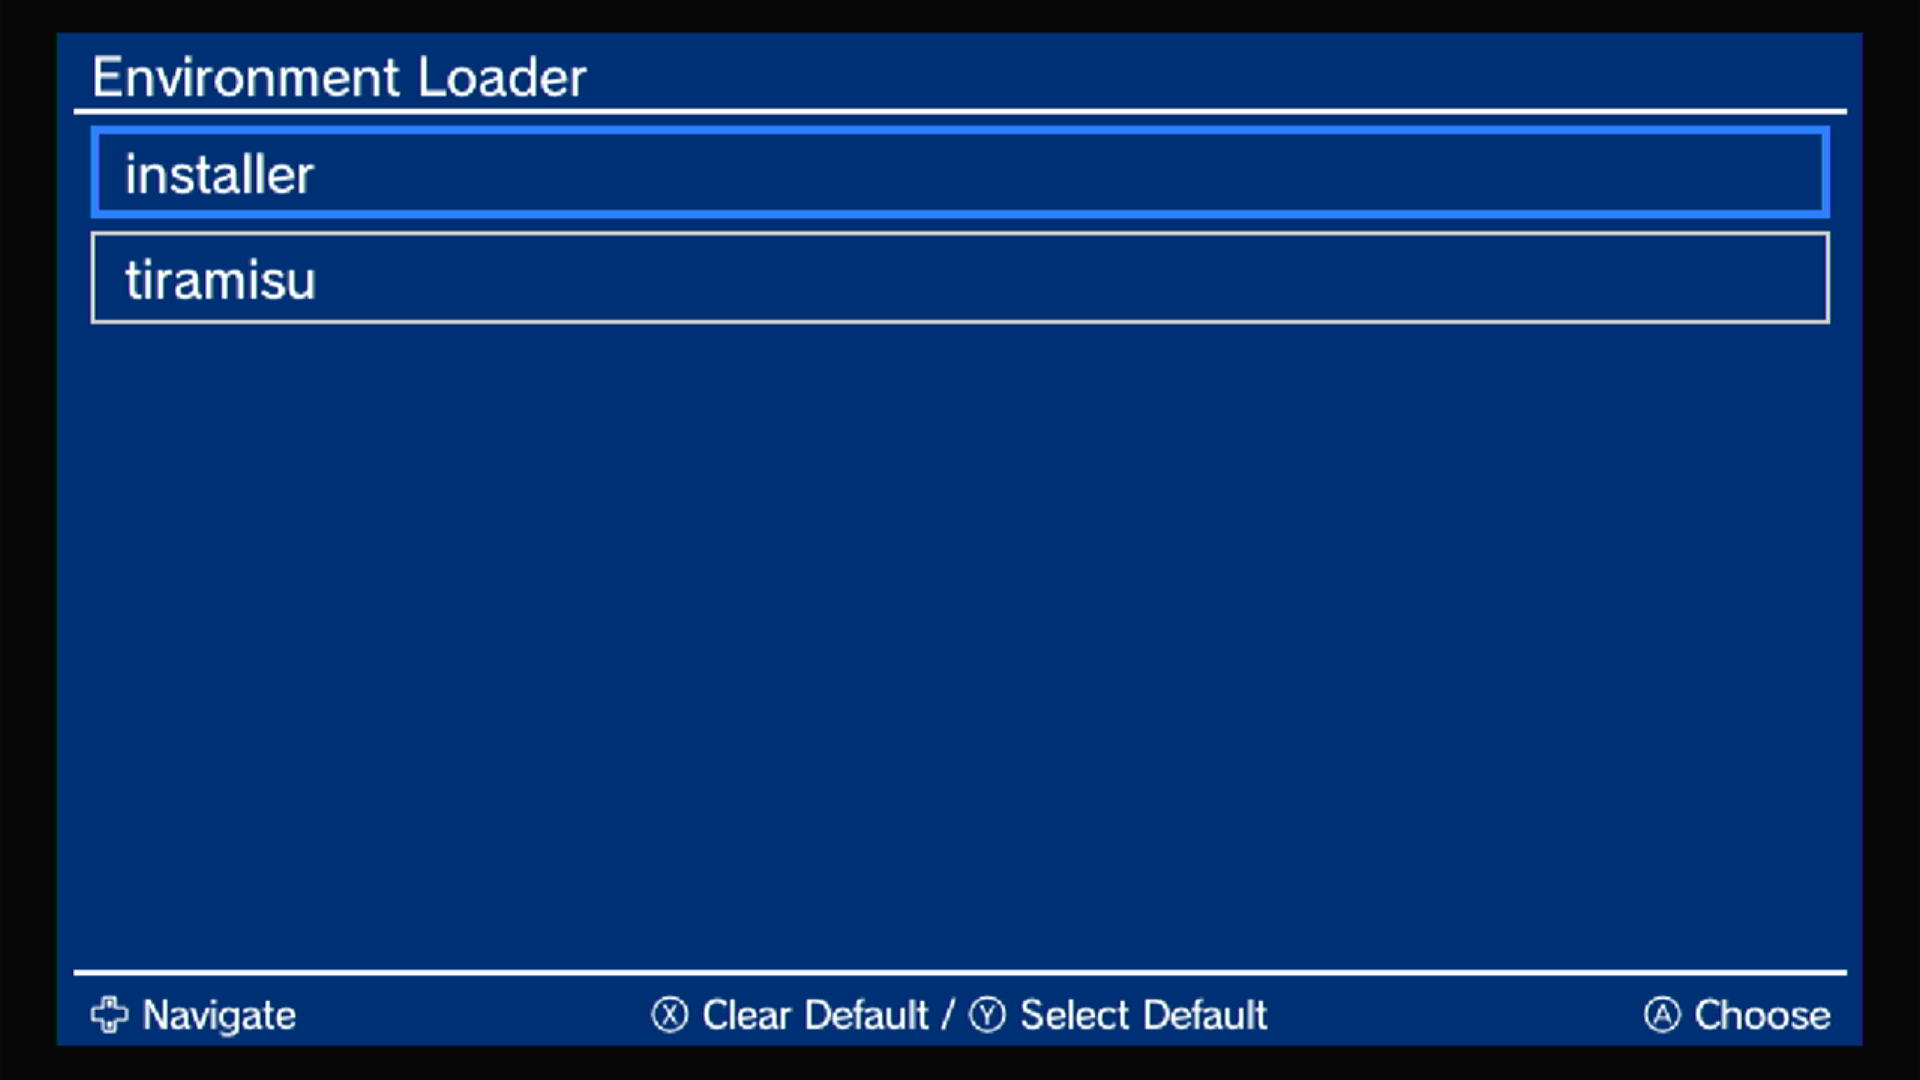 Environment Loader
installer
tiramisu
Navigate
Ⓧ Clear Default / Ⓨ Select Default
Ⓐ Choose